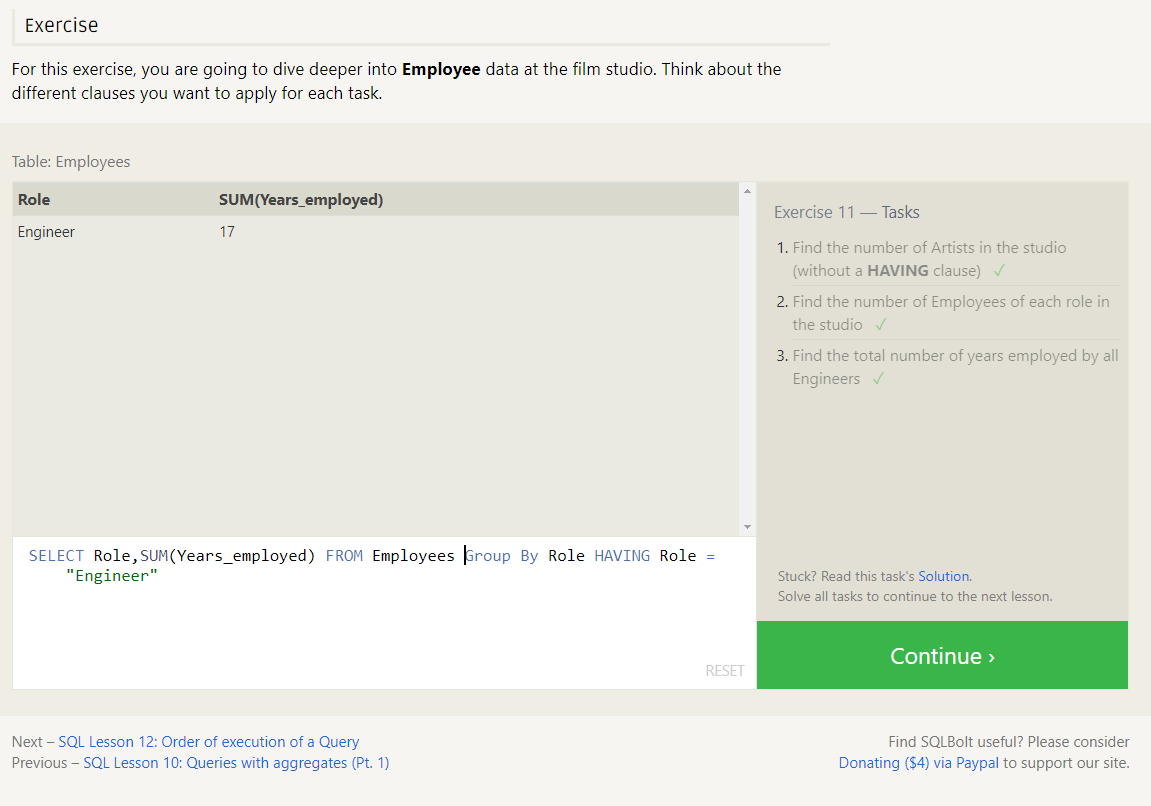 Exercise
For this exercise, you are going to dive deeper into Employee data at the film studio. Think about the
different clauses you want to apply for each task.
Table: Employees
Role SUM(Years_employed)
Engineer 17
SELECT Role,SUM(Years_employed) FROM Employees Group By Role HAVING Role =
"Engineer"
RESET
Exercise 11 — Tasks
1. Find the number of Artists in the studio
(without a HAVING clause) ✓
2. Find the number of Employees of each role in
the studio ✓
3. Find the total number of years employed by all
Engineers ✓
Stuck? Read this task's Solution.
Solve all tasks to continue to the next lesson.
Continue ›
Next – SQL Lesson 12: Order of execution of a Query
Previous – SQL Lesson 10: Queries with aggregates (Pt. 1)
Find SQLBolt useful? Please consider
Donating ($4) via Paypal to support our site.